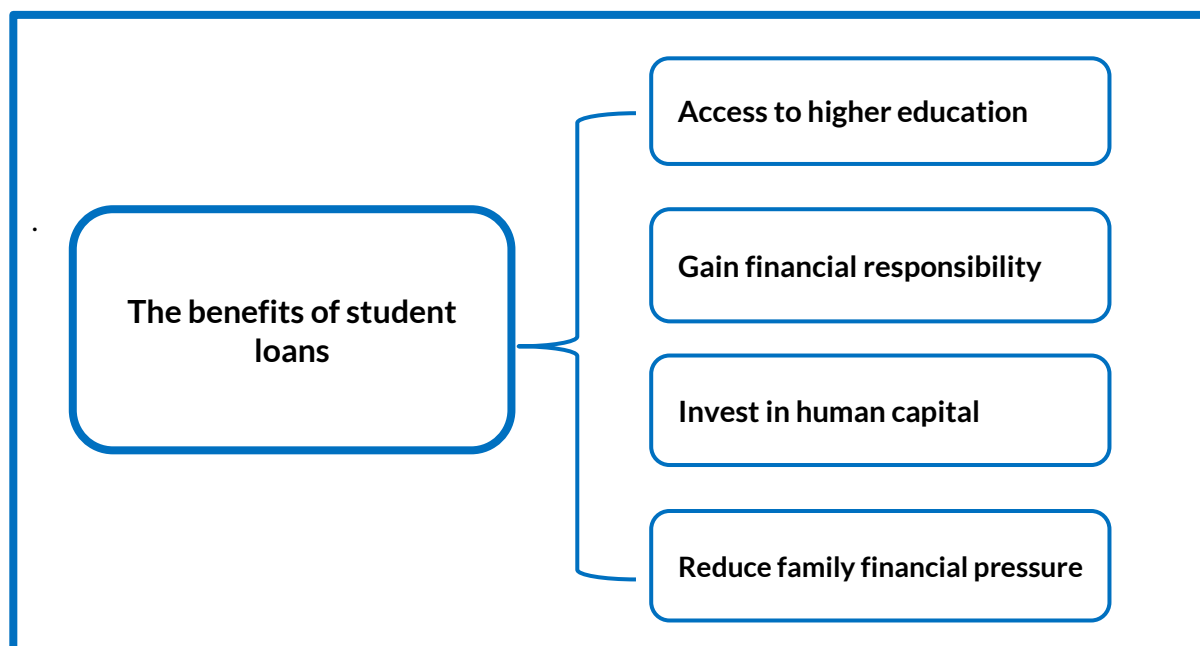 The benefits of student
loans
Access to higher education
Gain financial responsibility
Invest in human capital
Reduce family financial pressure